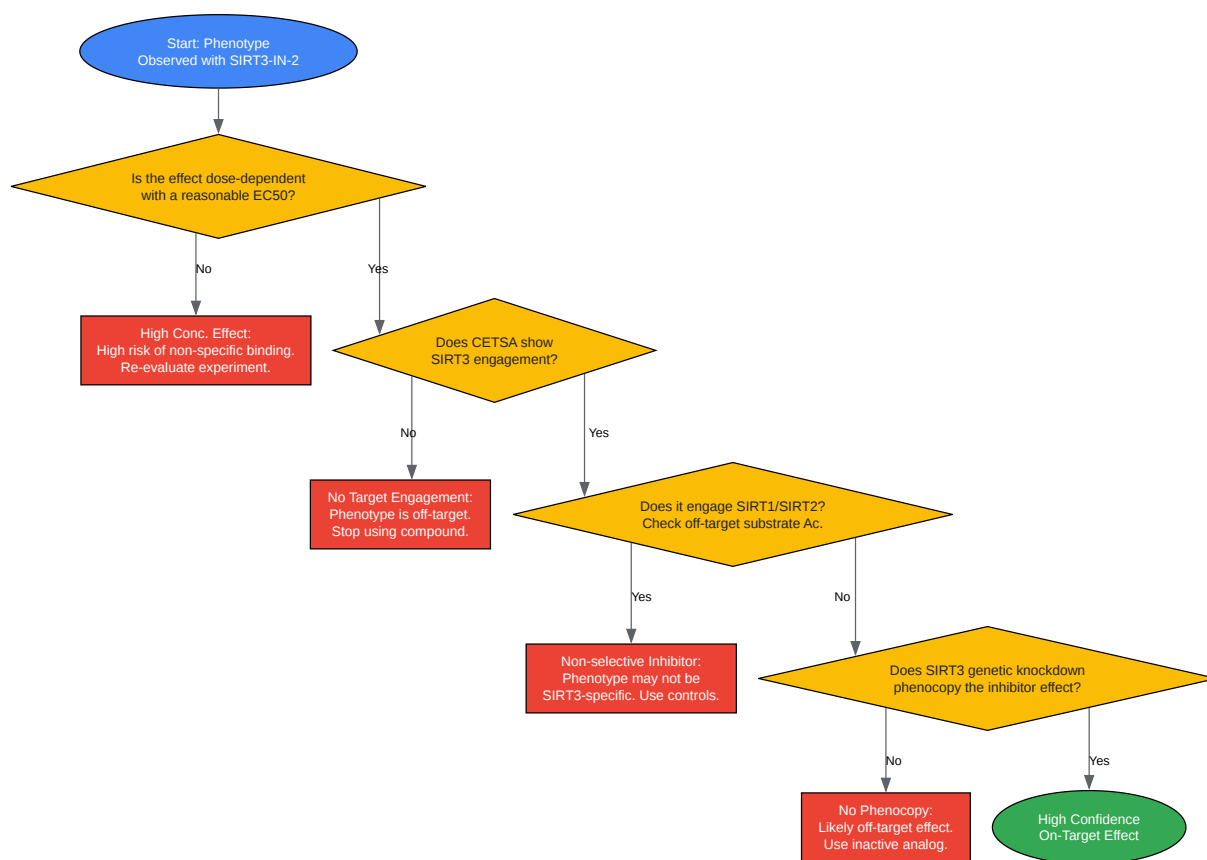 Start: Phenotype
Observed with SIRT3-IN-2
Is the effect dose-dependent
with a reasonable EC50?
No
Yes
High Conc. Effect:
High risk of non-specific binding.
Re-evaluate experiment.
Does CETSA show
SIRT3 engagement?
No
Yes
No Target Engagement:
Phenotype is off-target.
Stop using compound.
Does it engage SIRT1/SIRT2?
Check off-target substrate Ac.
Yes
No
Non-selective Inhibitor:
Phenotype may not be
SIRT3-specific. Use controls.
Does SIRT3 genetic knockdown
phenocopy the inhibitor effect?
No
Yes
No Phenocopy:
Likely off-target effect.
Use inactive analog.
High Confidence
On-Target Effect